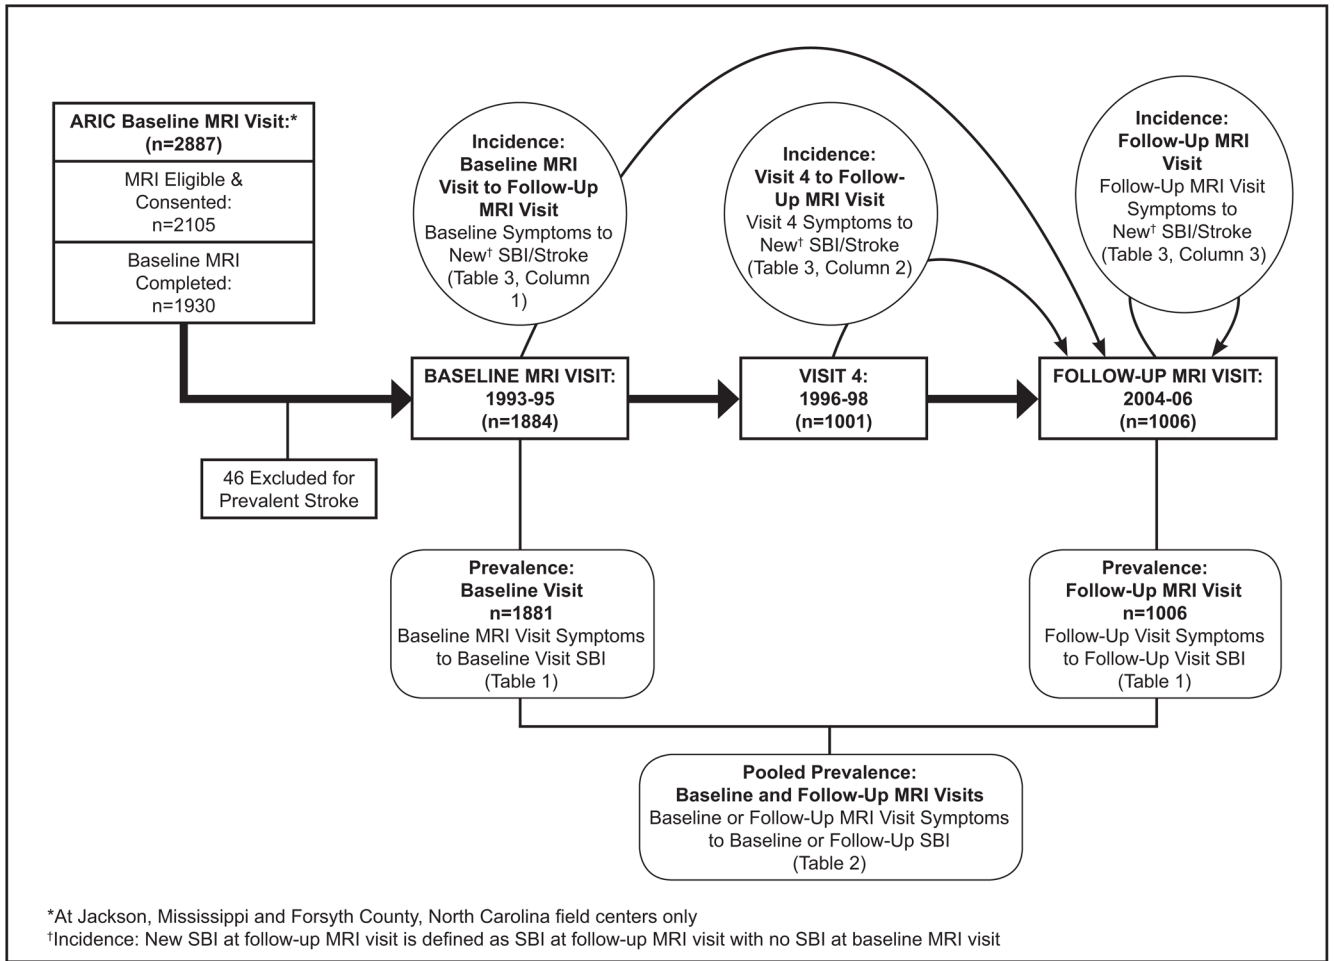 ARIC Baseline MRI Visit:*
(n=2887)
MRI Eligible &
Consented:
n=2105
Baseline MRI
Completed:
n=1930
Incidence:
Baseline MRI
Visit to Follow-Up
MRI Visit
Baseline Symptoms to
New† SBI/Stroke
(Table 3, Column
1)
Incidence:
Visit 4 to Follow-
Up MRI Visit
Visit 4 Symptoms to
New† SBI/Stroke
(Table 3, Column 2)
Incidence:
Follow-Up MRI
Visit
Follow-Up MRI Visit
Symptoms to
New† SBI/Stroke
(Table 3, Column 3)
BASELINE MRI VISIT:
1993-95
(n=1884)
VISIT 4:
1996-98
(n=1001)
FOLLOW-UP MRI VISIT:
2004-06
(n=1006)
46 Excluded for
Prevalent Stroke
Prevalence:
Baseline Visit
n=1881
Baseline MRI Visit Symptoms
to Baseline Visit SBI
(Table 1)
Prevalence:
Follow-Up MRI Visit
n=1006
Follow-Up Visit Symptoms
to Follow-Up Visit SBI
(Table 1)
Pooled Prevalence:
Baseline and Follow-Up MRI Visits
Baseline or Follow-Up MRI Visit Symptoms
to Baseline or Follow-Up SBI
(Table 2)
*At Jackson, Mississippi and Forsyth County, North Carolina field centers only
†Incidence: New SBI at follow-up MRI visit is defined as SBI at follow-up MRI visit with no SBI at baseline MRI visit